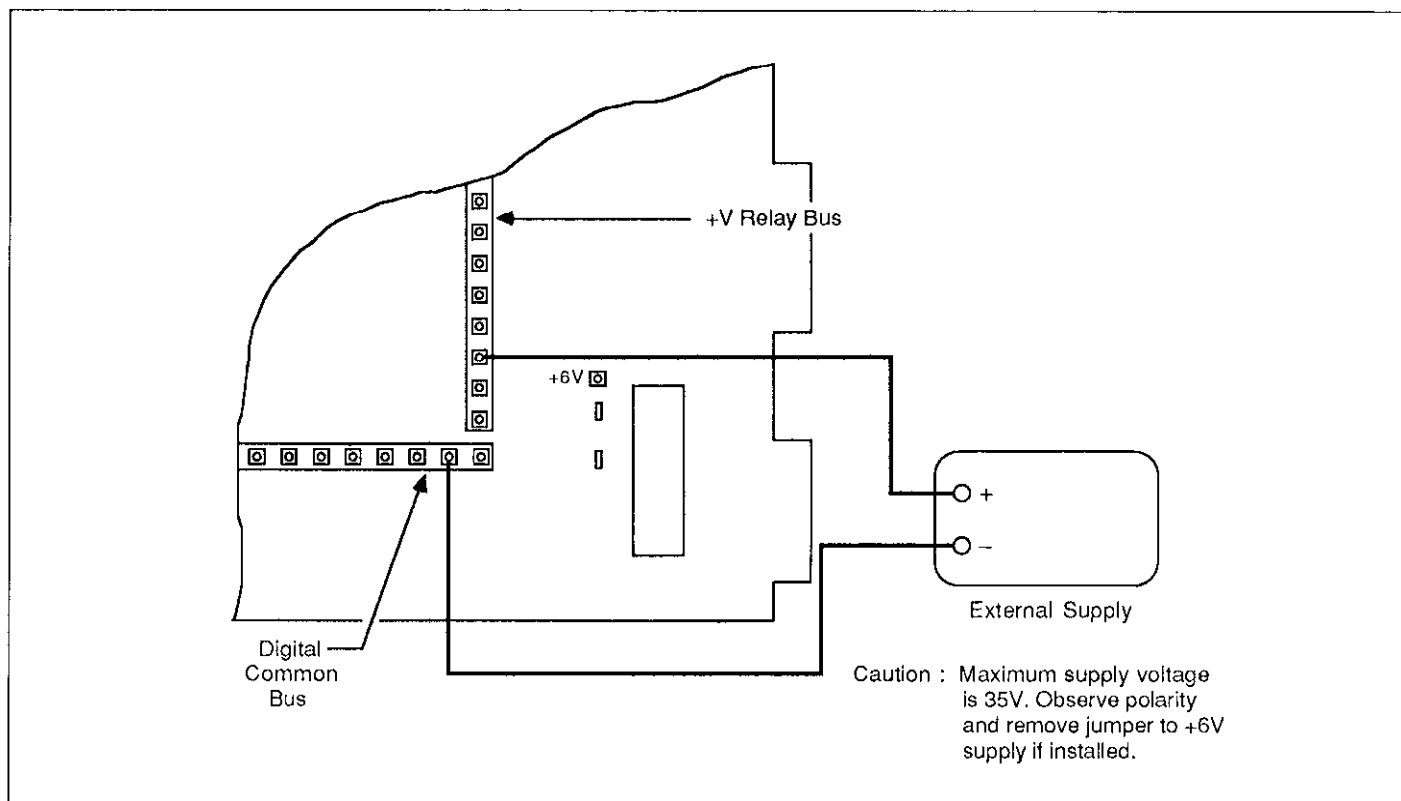 +V Relay Bus
+6V
+
–
External Supply
Digital
Common
Bus
Caution : Maximum supply voltage
is 35V. Observe polarity
and remove jumper to +6V
supply if installed.